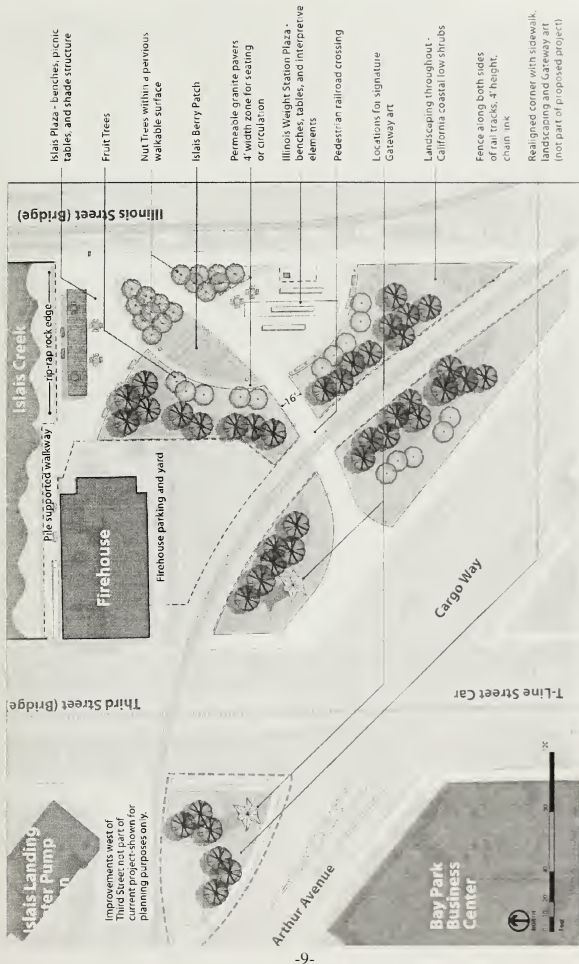 Islais Plaza - benches, picnic
tables, and shade structure
Fruit Trees
Nut Trees within a pervious
walkable surface
Islais Berry Patch
Permeable granite pavers
4' width zone for seating
or circulation
Illinois Weight Station Plaza -
benches, tables, and interpretive
elements
Pedestrian railroad crossing
Locations for signature
Gateway art
Landscaping throughout -
California coastal low shrubs
Fence along both sides
of rail tracks, 4' height,
chain link
Realigned corner with sidewalk,
landscaping and Gateway art
(not part of proposed project)
Illinois Street (Bridge)
Islais Creek
rip-rap rock edge
Pile supported walkway
Firehouse
Firehouse parking and yard
16'
Third Street (Bridge)
Cargo Way
T-Line Street Car
Islais Landing
Pump
Improvements west of
Third Street not part of
current project-shown for
planning purposes only.
Arthur Avenue
Bay Park
Business
Center
NORTH
-9-